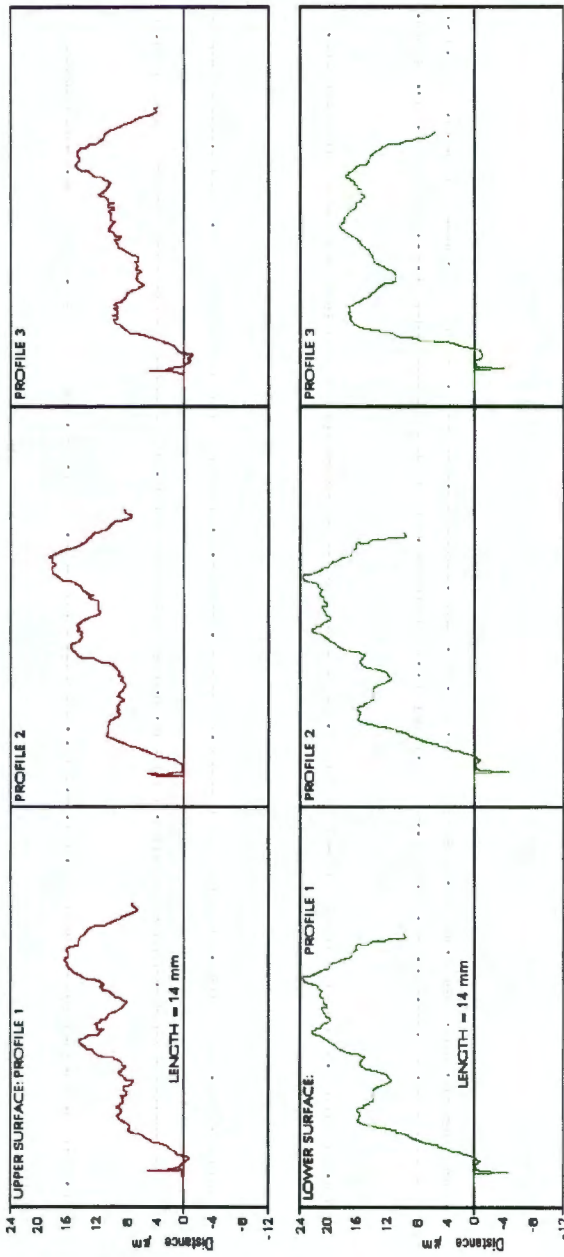 UPPER SURFACE: PROFILE 1
PROFILE 2
PROFILE 3
24
20
16
12
8
4
0
-4
-8
-12
Distance µm
LENGTH = 14 mm
LOWER SURFACE: PROFILE 1
PROFILE 2
PROFILE 3
24
20
16
12
8
4
0
-4
-8
-12
Distance µm
LENGTH = 14 mm